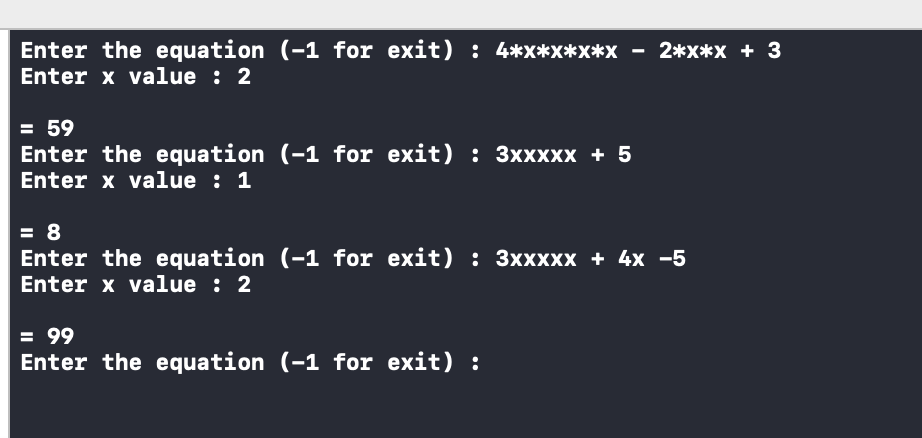 Enter the equation (-1 for exit) : 4*x*x*x*x - 2*x*x + 3
Enter x value : 2
= 59
Enter the equation (-1 for exit) : 3xxxxx + 5
Enter x value : 1
= 8
Enter the equation (-1 for exit) : 3xxxxx + 4x -5
Enter x value : 2
= 99
Enter the equation (-1 for exit) :